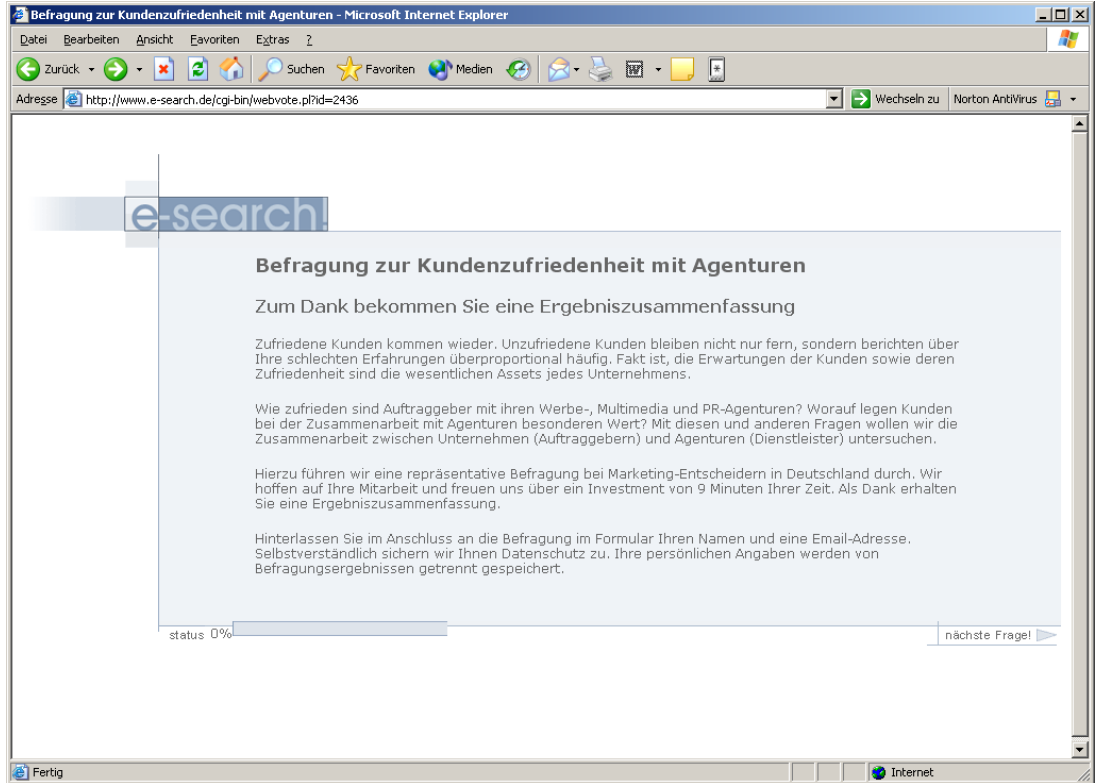 Befragung zur Kundenzufriedenheit mit Agenturen - Microsoft Internet Explorer
Datei Bearbeiten Ansicht Favoriten Extras ?
Zurück Suchen Favoriten Medien
Adresse http://www.e-search.de/cgi-bin/webvote.pl?id=2436 Wechseln zu Norton AntiVirus
e-search!
Befragung zur Kundenzufriedenheit mit Agenturen
Zum Dank bekommen Sie eine Ergebniszusammenfassung
Zufriedene Kunden kommen wieder. Unzufriedene Kunden bleiben nicht nur fern, sondern berichten über
Ihre schlechten Erfahrungen überproportional häufig. Fakt ist, die Erwartungen der Kunden sowie deren
Zufriedenheit sind die wesentlichen Assets jedes Unternehmens.
Wie zufrieden sind Auftraggeber mit ihren Werbe-, Multimedia und PR-Agenturen? Worauf legen Kunden
bei der Zusammenarbeit mit Agenturen besonderen Wert? Mit diesen und anderen Fragen wollen wir die
Zusammenarbeit zwischen Unternehmen (Auftraggebern) und Agenturen (Dienstleister) untersuchen.
Hierzu führen wir eine repräsentative Befragung bei Marketing-Entscheidern in Deutschland durch. Wir
hoffen auf Ihre Mitarbeit und freuen uns über ein Investment von 9 Minuten Ihrer Zeit. Als Dank erhalten
Sie eine Ergebniszusammenfassung.
Hinterlassen Sie im Anschluss an die Befragung im Formular Ihren Namen und eine Email-Adresse.
Selbstverständlich sichern wir Ihnen Datenschutz zu. Ihre persönlichen Angaben werden von
Befragungsergebnissen getrennt gespeichert.
status 0% nächste Frage!
Fertig Internet